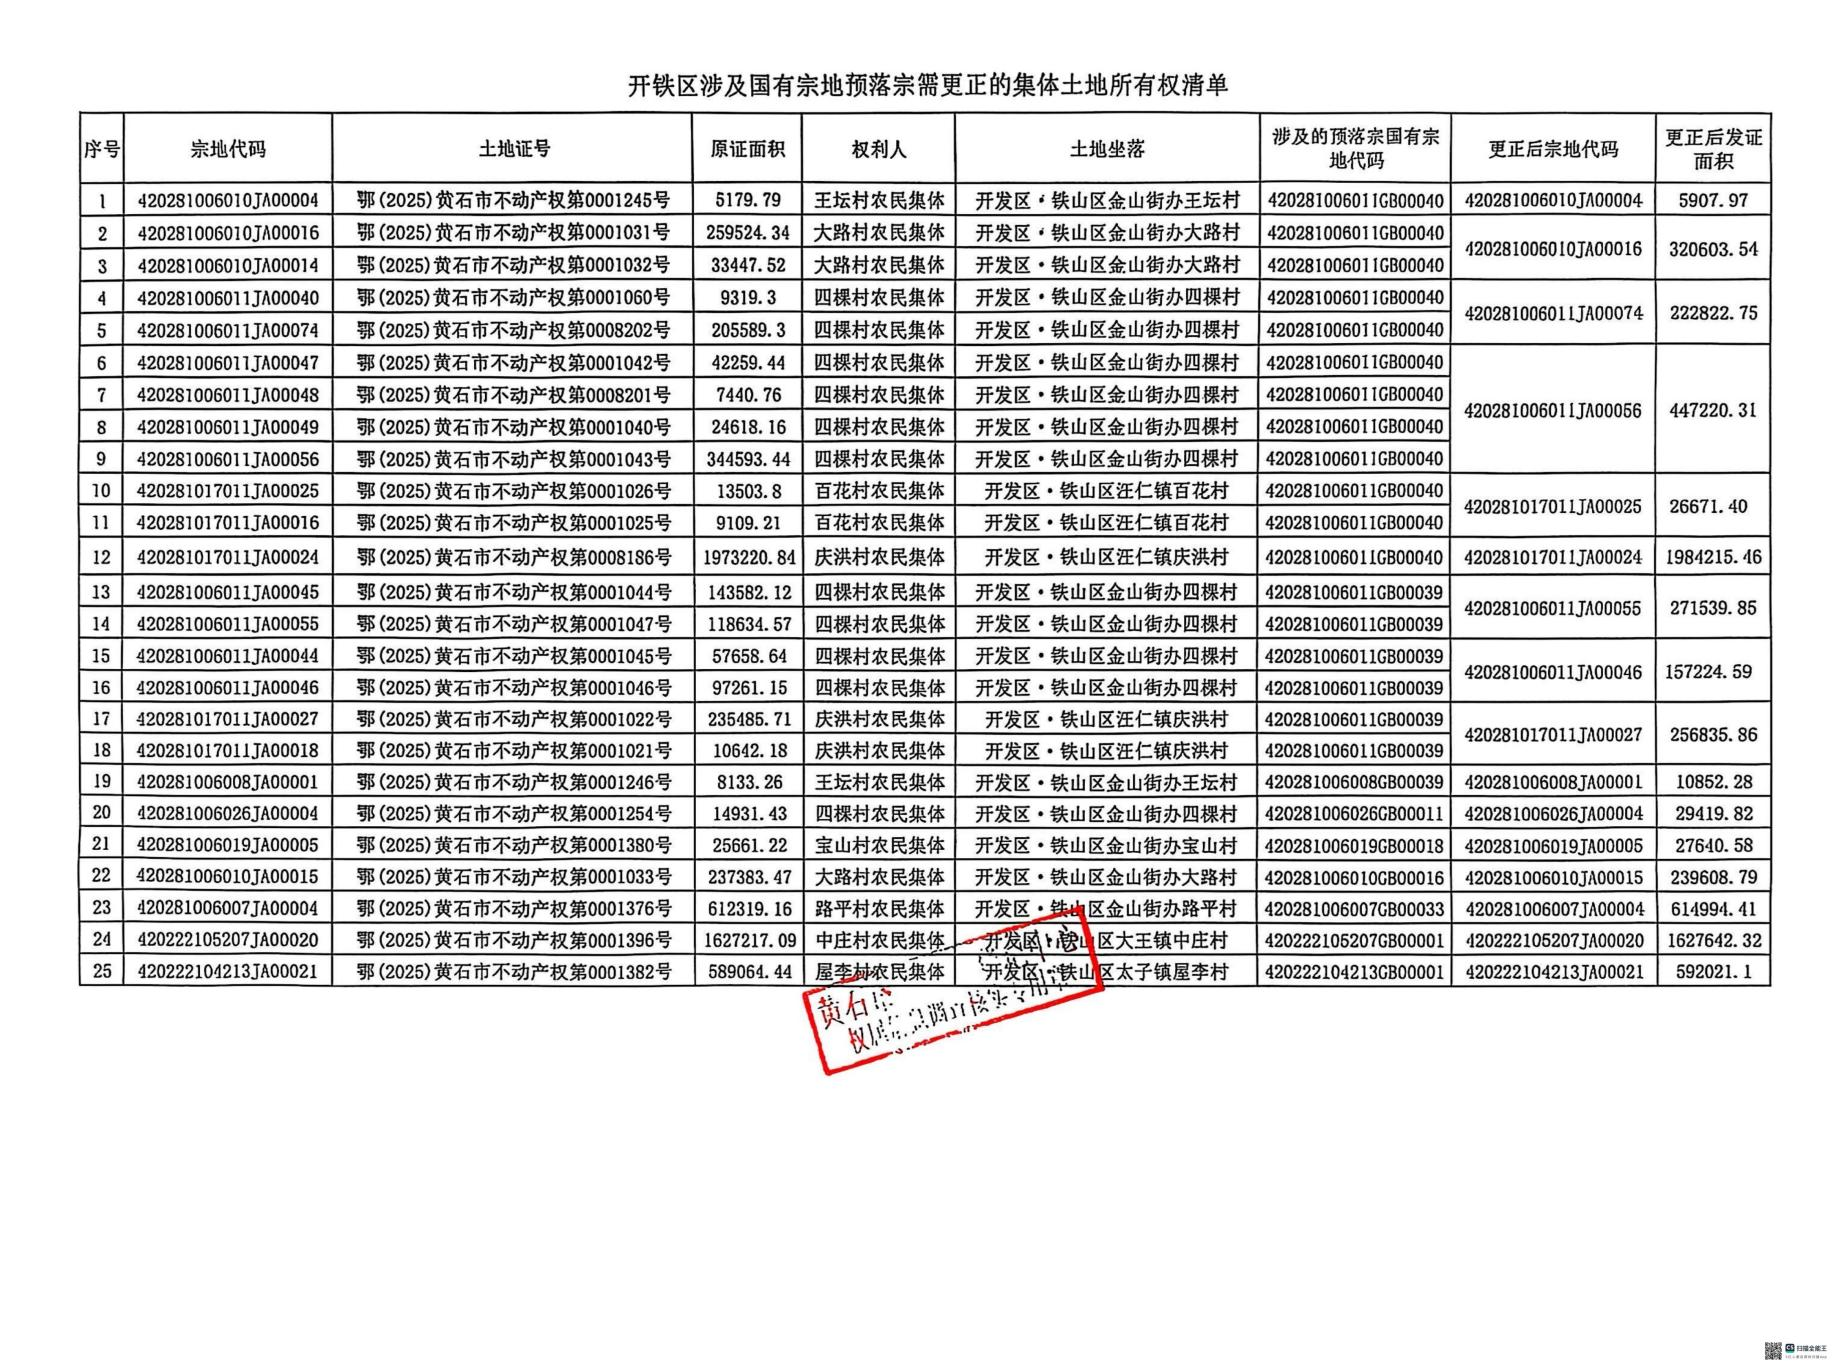 开铁区涉及国有宗地预落宗需更正的集体土地所有权清单
序号 宗地代码 土地证号 原证面积 权利人 土地坐落 涉及的预落宗国有宗地代码 更正后宗地代码 更正后发证面积
1 420281006010JA00004 鄂(2025)黄石市不动产权第0001245号 5179.79 王坛村农民集体 开发区·铁山区金山街办王坛村 420281006011GB00040 420281006010JA00004 5907.97
2 420281006010JA00016 鄂(2025)黄石市不动产权第0001031号 259524.34 大路村农民集体 开发区·铁山区金山街办大路村 420281006011GB00040 420281006010JA00016 320603.54
3 420281006010JA00014 鄂(2025)黄石市不动产权第0001032号 33447.52 大路村农民集体 开发区·铁山区金山街办大路村 420281006011GB00040
4 420281006011JA00040 鄂(2025)黄石市不动产权第0001060号 9319.3 四棵村农民集体 开发区·铁山区金山街办四棵村 420281006011GB00040 420281006011JA00074 222822.75
5 420281006011JA00074 鄂(2025)黄石市不动产权第0008202号 205589.3 四棵村农民集体 开发区·铁山区金山街办四棵村 420281006011GB00040
6 420281006011JA00047 鄂(2025)黄石市不动产权第0001042号 42259.44 四棵村农民集体 开发区·铁山区金山街办四棵村 420281006011GB00040 420281006011JA00056 447220.31
7 420281006011JA00048 鄂(2025)黄石市不动产权第0008201号 7440.76 四棵村农民集体 开发区·铁山区金山街办四棵村 420281006011GB00040
8 420281006011JA00049 鄂(2025)黄石市不动产权第0001040号 24618.16 四棵村农民集体 开发区·铁山区金山街办四棵村 420281006011GB00040
9 420281006011JA00056 鄂(2025)黄石市不动产权第0001043号 344593.44 四棵村农民集体 开发区·铁山区金山街办四棵村 420281006011GB00040
10 420281017011JA00025 鄂(2025)黄石市不动产权第0001026号 13503.8 百花村农民集体 开发区·铁山区汪仁镇百花村 420281006011GB00040 420281017011JA00025 26671.40
11 420281017011JA00016 鄂(2025)黄石市不动产权第0001025号 9109.21 百花村农民集体 开发区·铁山区汪仁镇百花村 420281006011GB00040
12 420281017011JA00024 鄂(2025)黄石市不动产权第0008186号 1973220.84 庆洪村农民集体 开发区·铁山区汪仁镇庆洪村 420281006011GB00040 420281017011JA00024 1984215.46
13 420281006011JA00045 鄂(2025)黄石市不动产权第0001044号 143582.12 四棵村农民集体 开发区·铁山区金山街办四棵村 420281006011GB00039 420281006011JA00055 271539.85
14 420281006011JA00055 鄂(2025)黄石市不动产权第0001047号 118634.57 四棵村农民集体 开发区·铁山区金山街办四棵村 420281006011GB00039
15 420281006011JA00044 鄂(2025)黄石市不动产权第0001045号 57658.64 四棵村农民集体 开发区·铁山区金山街办四棵村 420281006011GB00039 420281006011JA00046 157224.59
16 420281006011JA00046 鄂(2025)黄石市不动产权第0001046号 97261.15 四棵村农民集体 开发区·铁山区金山街办四棵村 420281006011GB00039
17 420281017011JA00027 鄂(2025)黄石市不动产权第0001022号 235485.71 庆洪村农民集体 开发区·铁山区汪仁镇庆洪村 420281006011GB00039 420281017011JA00027 256835.86
18 420281017011JA00018 鄂(2025)黄石市不动产权第0001021号 10642.18 庆洪村农民集体 开发区·铁山区汪仁镇庆洪村 420281006011GB00039
19 420281006008JA00001 鄂(2025)黄石市不动产权第0001246号 8133.26 王坛村农民集体 开发区·铁山区金山街办王坛村 420281006008GB00039 420281006008JA00001 10852.28
20 420281006026JA00004 鄂(2025)黄石市不动产权第0001254号 14931.43 四棵村农民集体 开发区·铁山区金山街办四棵村 420281006026GB00011 420281006026JA00004 29419.82
21 420281006019JA00005 鄂(2025)黄石市不动产权第0001380号 25661.22 宝山村农民集体 开发区·铁山区金山街办宝山村 420281006019GB00018 420281006019JA00005 27640.58
22 420281006010JA00015 鄂(2025)黄石市不动产权第0001033号 237383.47 大路村农民集体 开发区·铁山区金山街办大路村 420281006010GB00016 420281006010JA00015 239608.79
23 420281006007JA00004 鄂(2025)黄石市不动产权第0001376号 612319.16 路平村农民集体 开发区·铁山区金山街办路平村 420281006007GB00033 420281006007JA00004 614994.41
24 420222105207JA00020 鄂(2025)黄石市不动产权第0001396号 1627217.09 中庄村农民集体 开发区·铁山区大王镇中庄村 420222105207GB00001 420222105207JA00020 1627642.32
25 420222104213JA00021 鄂(2025)黄石市不动产权第0001382号 589064.44 屋李村农民集体 开发区·铁山区太子镇屋李村 420222104213GB00001 420222104213JA00021 592021.1
黄石
权
扫描全能王